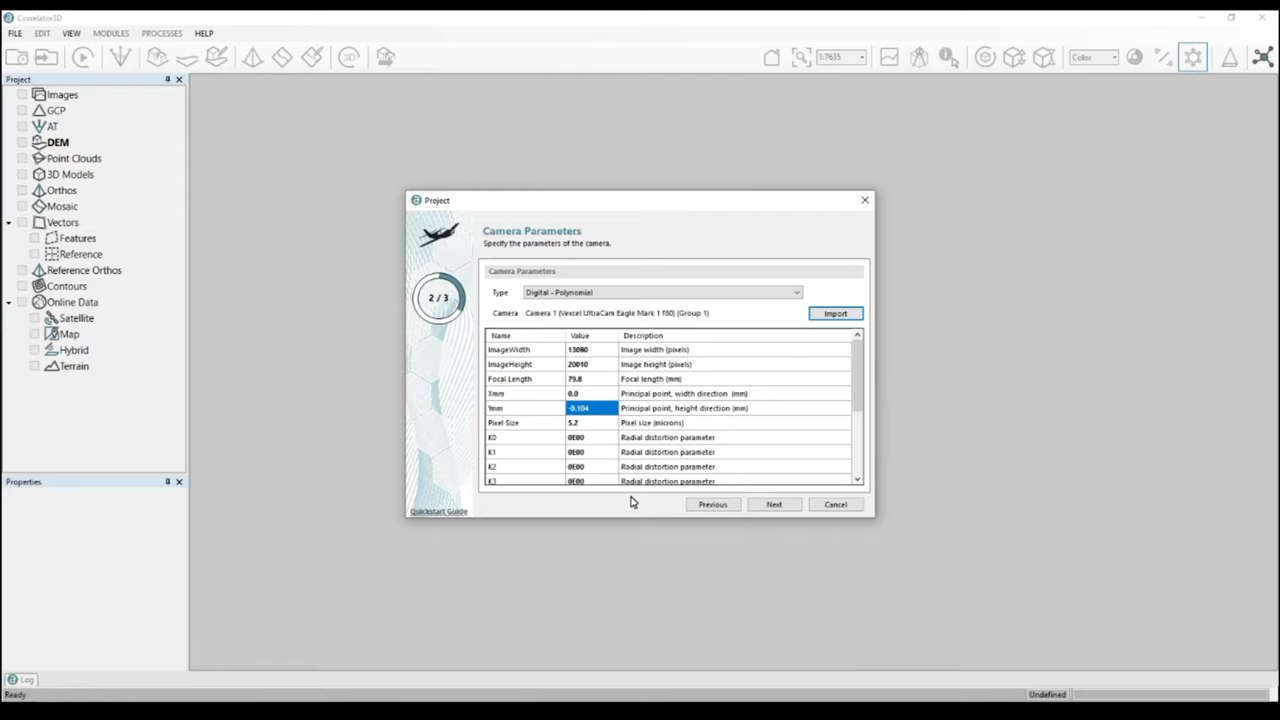 Correlator3D
FILE EDIT VIEW MODULES PROCESSES HELP
1:7635 Color
Project
Images
GCP
AT
DEM
Point Clouds
3D Models
Orthos
Mosaic
Vectors
Features
Reference
Reference Orthos
Contours
Online Data
Satellite
Map
Hybrid
Terrain
Properties
Project
Camera Parameters
Specify the parameters of the camera.
2 / 3
Camera Parameters
Type Digital - Polynomial
Camera Camera 1 (Vexcel UltraCam Eagle Mark 1 f80) (Group 1) Import
Name Value Description
ImageWidth 13080 Image width (pixels)
ImageHeight 20010 Image height (pixels)
Focal Length 79.8 Focal length (mm)
Xmm 0.0 Principal point, width direction (mm)
Ymm -0.104 Principal point, height direction (mm)
Pixel Size 5.2 Pixel size (microns)
K0 0E00 Radial distortion parameter
K1 0E00 Radial distortion parameter
K2 0E00 Radial distortion parameter
K3 0E00 Radial distortion parameter
Quickstart Guide Previous Next Cancel
Log
Ready Undefined